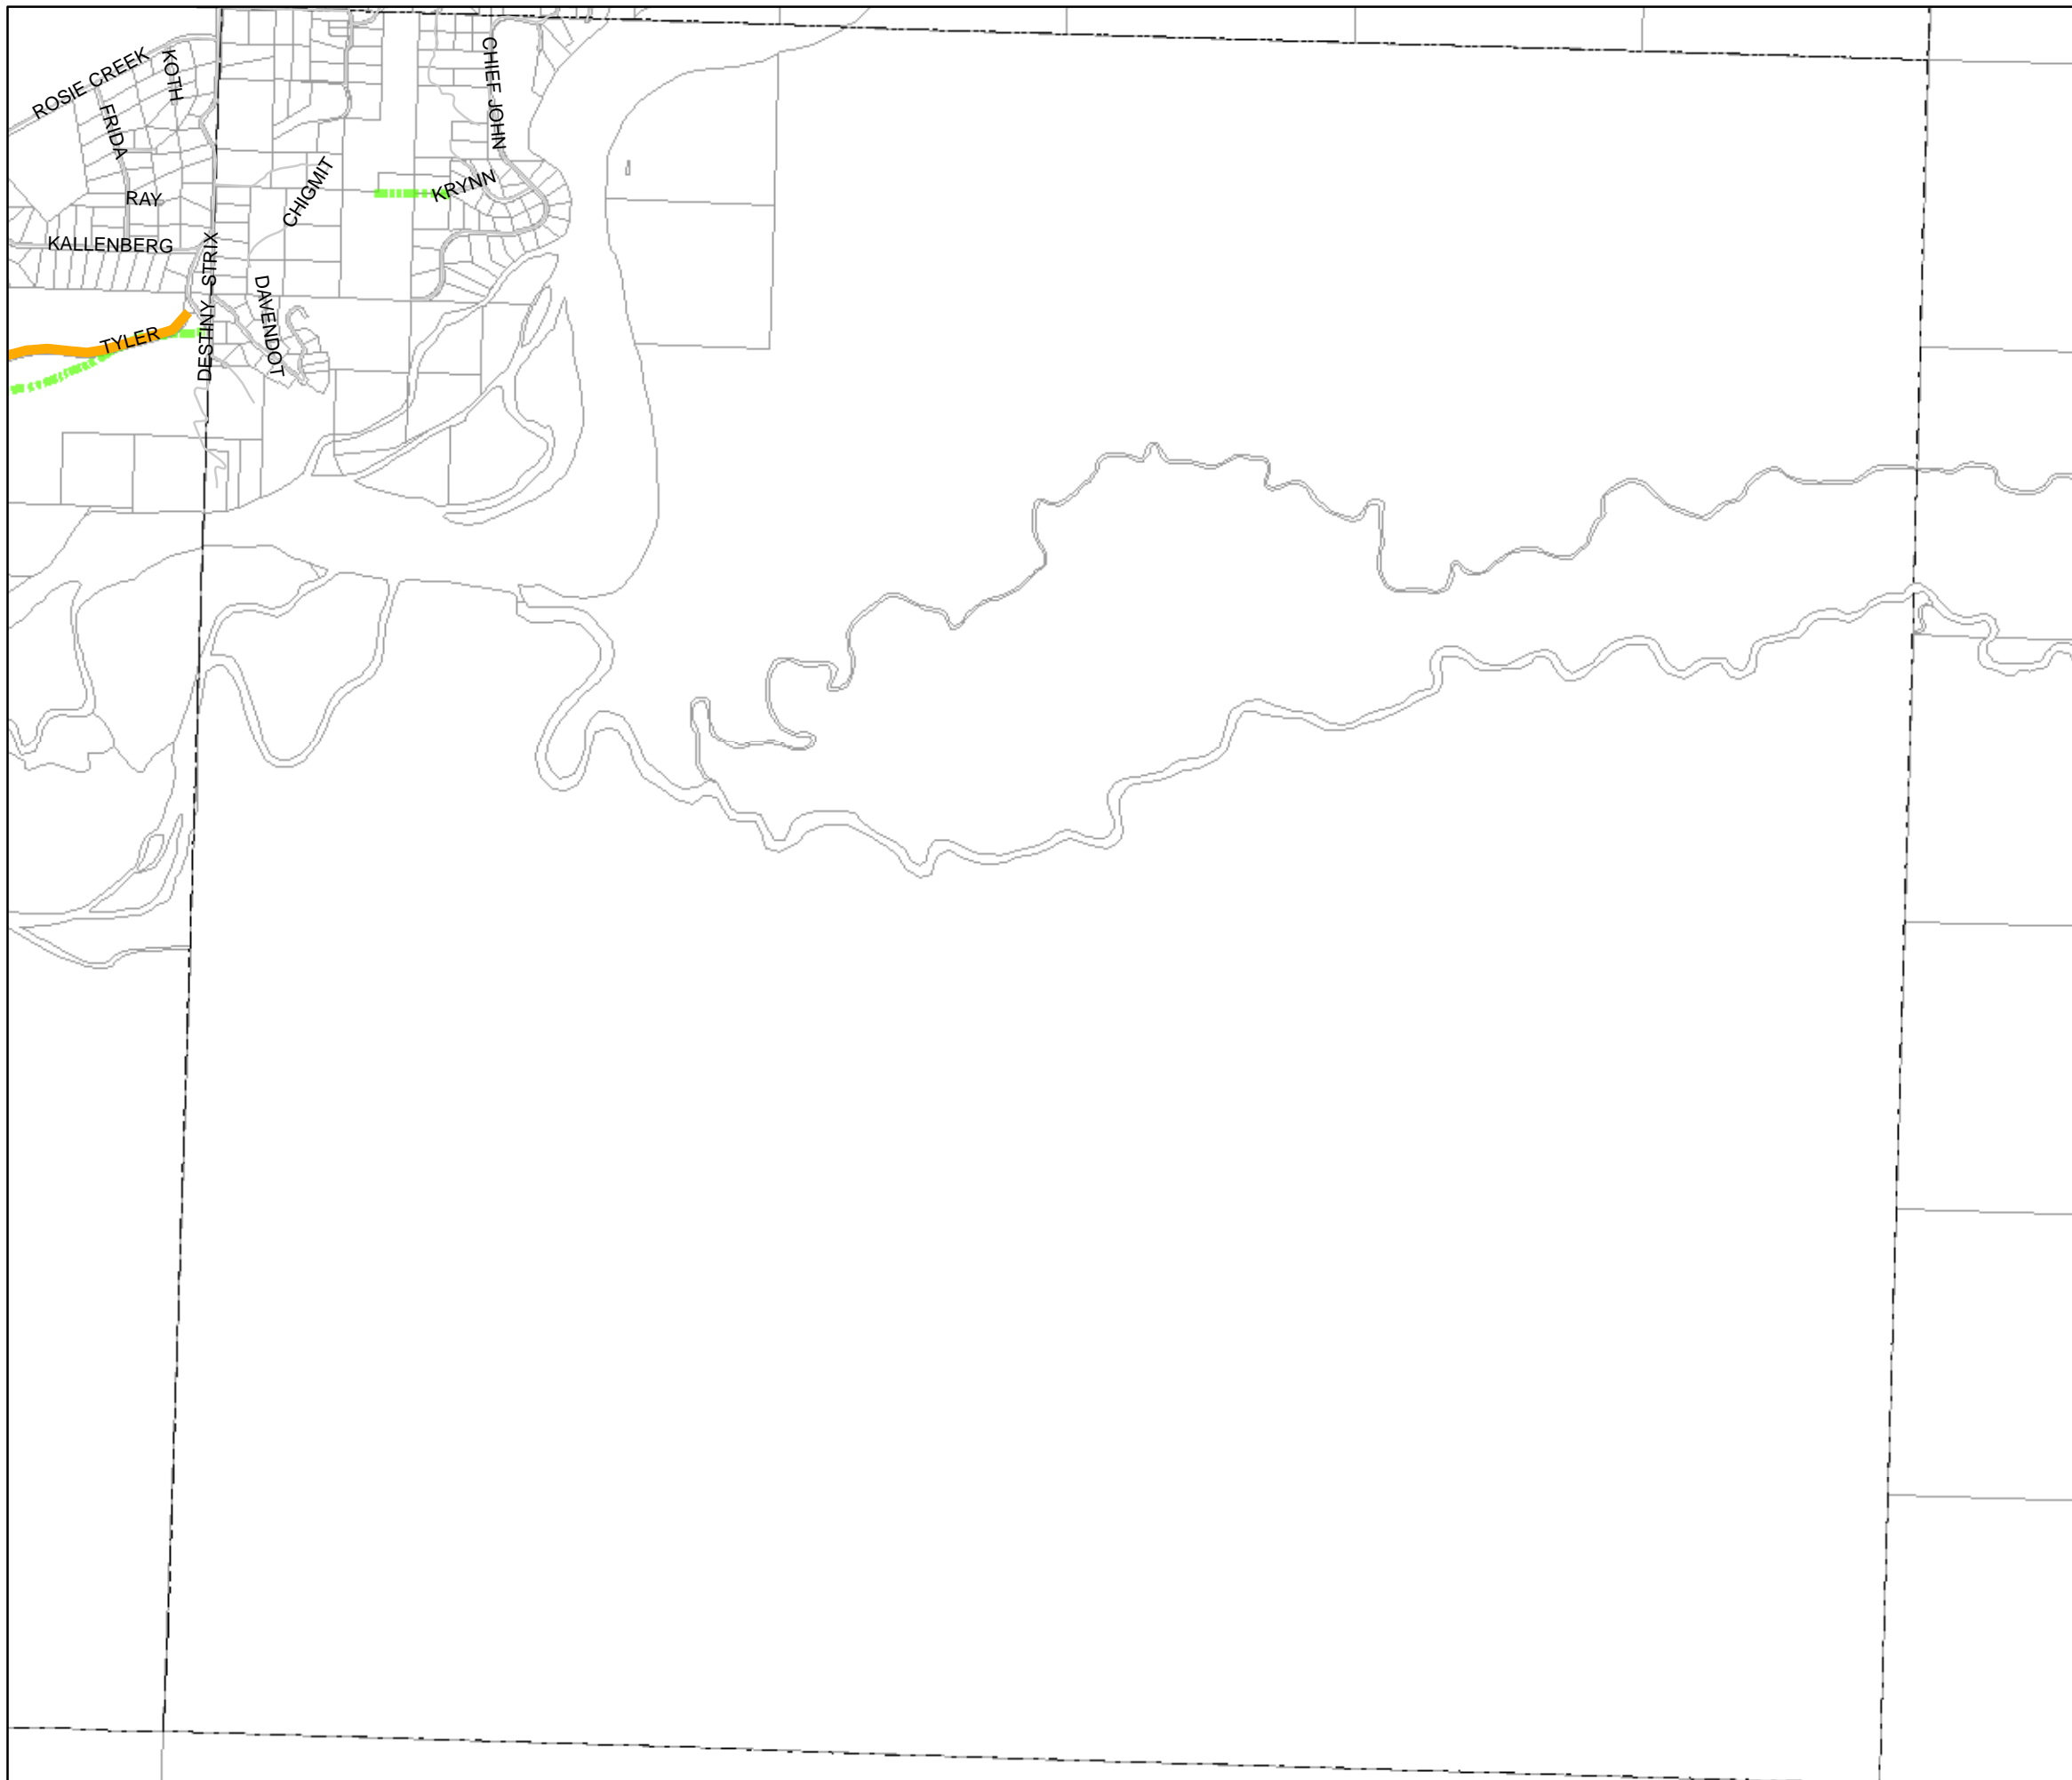 ROSIE CREEK
KOTH
CHIEF JOHN
FRIDA
CHIGMIT
KRYNN
RAY
KALLENBERG
STRIX
DESTINY
DAVENDOT
TYLER